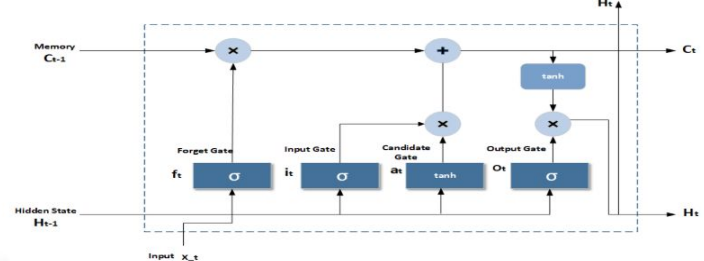 Hₜ
Memory
Cₜ₋₁
×
+
Cₜ
tanh
×
×
Forget Gate
Input Gate
Candidate
Gate
Output Gate
fₜ
σ
iₜ
σ
aₜ
tanh
Oₜ
σ
Hidden State
Hₜ₋₁
Hₜ
Input X_t